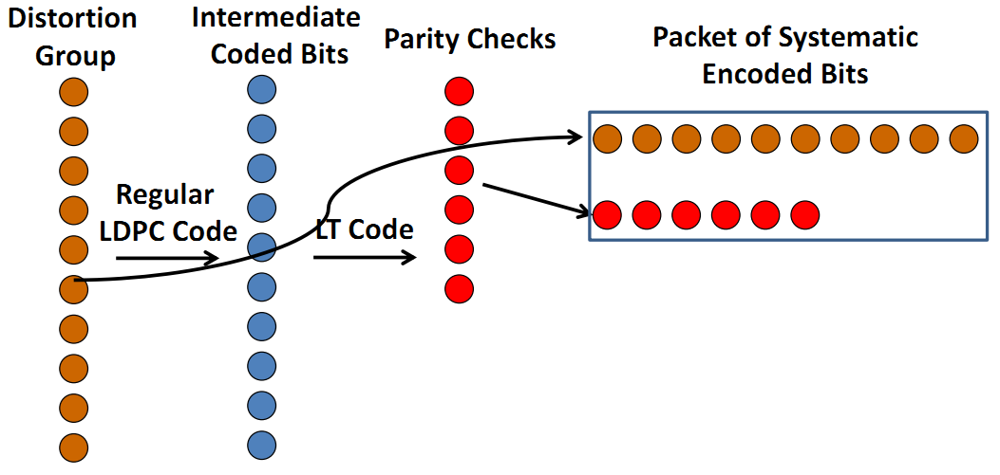 Distortion
Group
Intermediate
Coded Bits
Parity Checks
Packet of Systematic
Encoded Bits
Regular
LDPC Code
LT Code